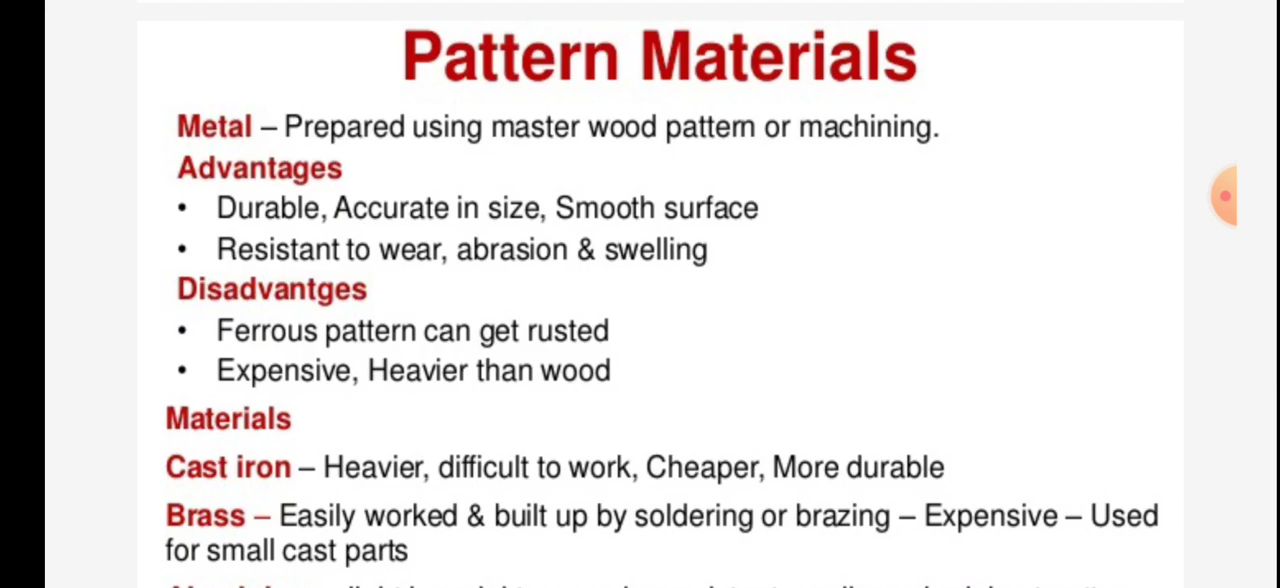 Pattern Materials
Metal – Prepared using master wood pattern or machining.
Advantages
• Durable, Accurate in size, Smooth surface
• Resistant to wear, abrasion & swelling
Disadvantges
• Ferrous pattern can get rusted
• Expensive, Heavier than wood
Materials
Cast iron – Heavier, difficult to work, Cheaper, More durable
Brass – Easily worked & built up by soldering or brazing – Expensive – Used
for small cast parts